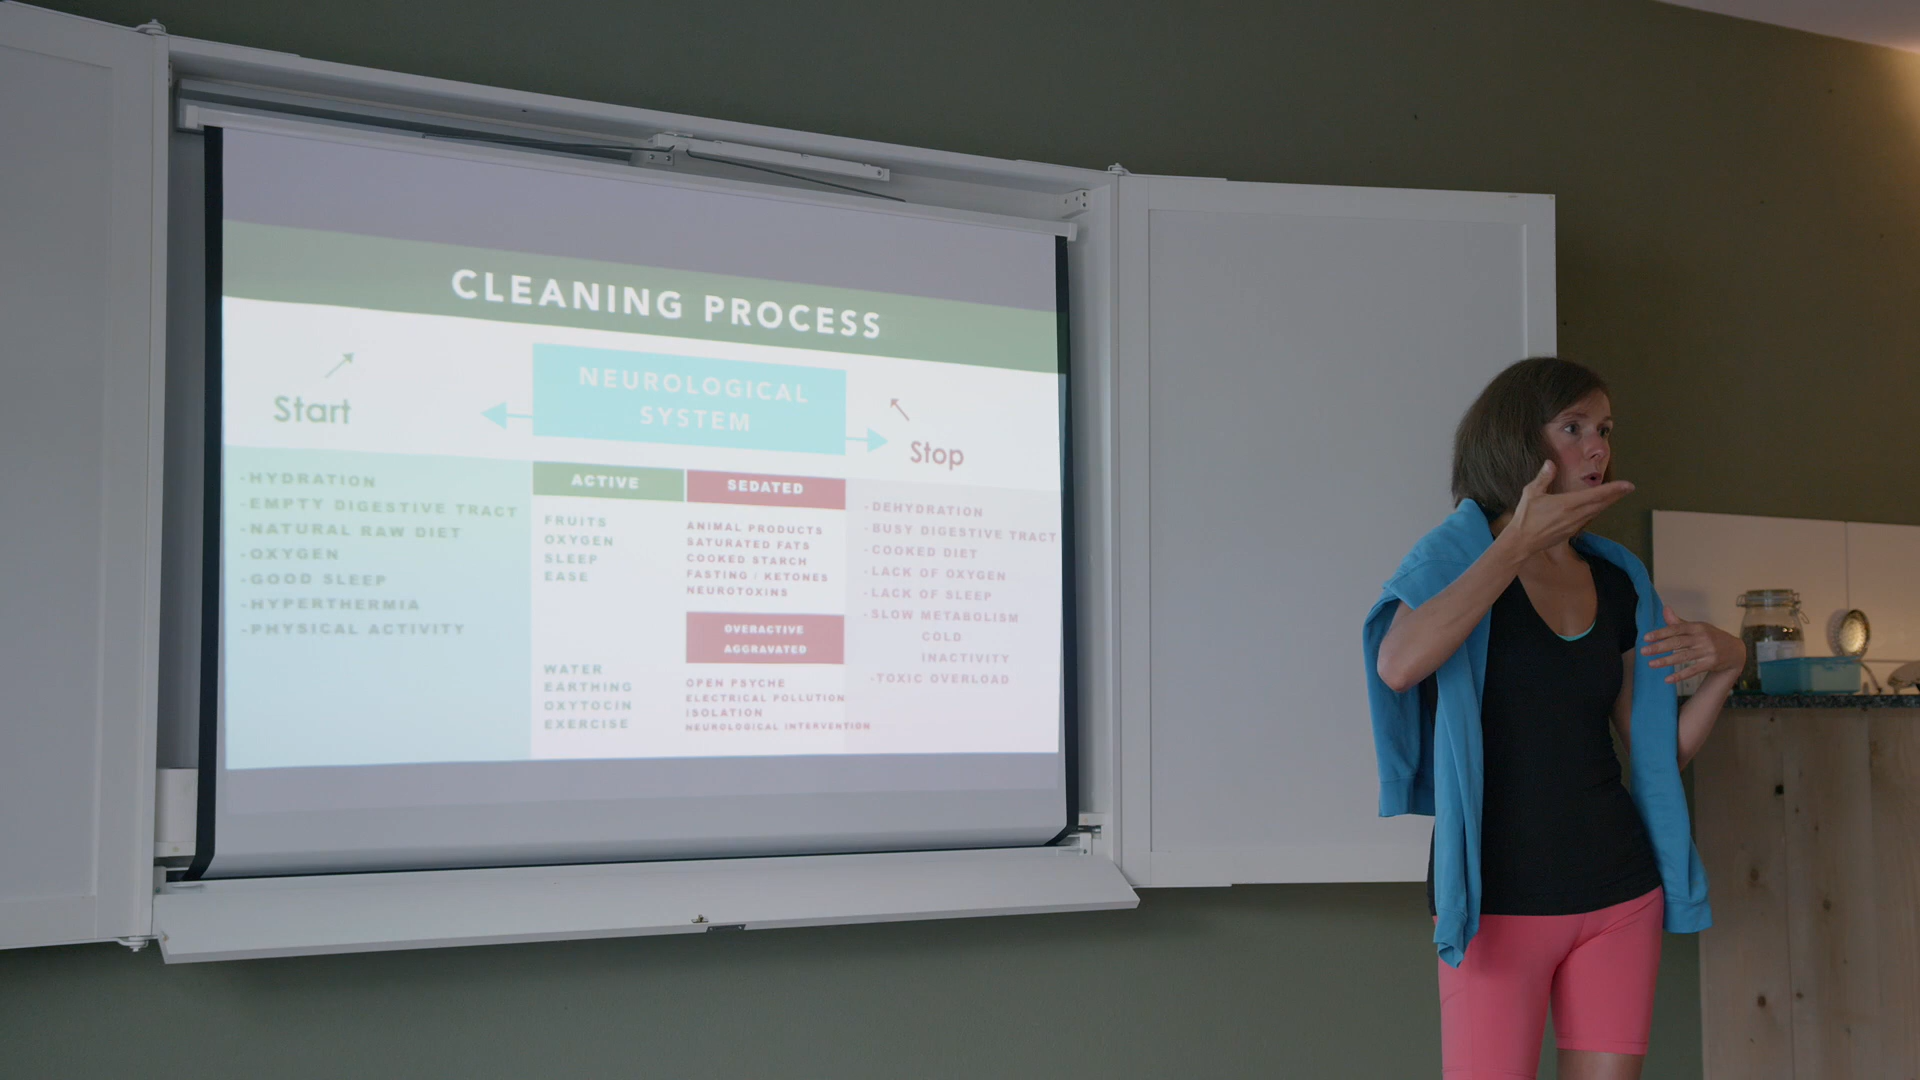 CLEANING PROCESS
NEUROLOGICAL
SYSTEM
Start
Stop
-HYDRATION
-EMPTY DIGESTIVE TRACT
-NATURAL RAW DIET
-OXYGEN
-GOOD SLEEP
-HYPERTHERMIA
-PHYSICAL ACTIVITY
ACTIVE
FRUITS
OXYGEN
SLEEP
EASE
WATER
EARTHING
OXYTOCIN
EXERCISE
SEDATED
ANIMAL PRODUCTS
SATURATED FATS
COOKED STARCH
FASTING / KETONES
NEUROTOXINS
OVERACTIVE
AGGRAVATED
OPEN PSYCHE
ELECTRICAL POLLUTION
ISOLATION
NEUROLOGICAL INTERVENTION
-DEHYDRATION
-BUSY DIGESTIVE TRACT
-COOKED DIET
-LACK OF OXYGEN
-LACK OF SLEEP
-SLOW METABOLISM
COLD
INACTIVITY
-TOXIC OVERLOAD